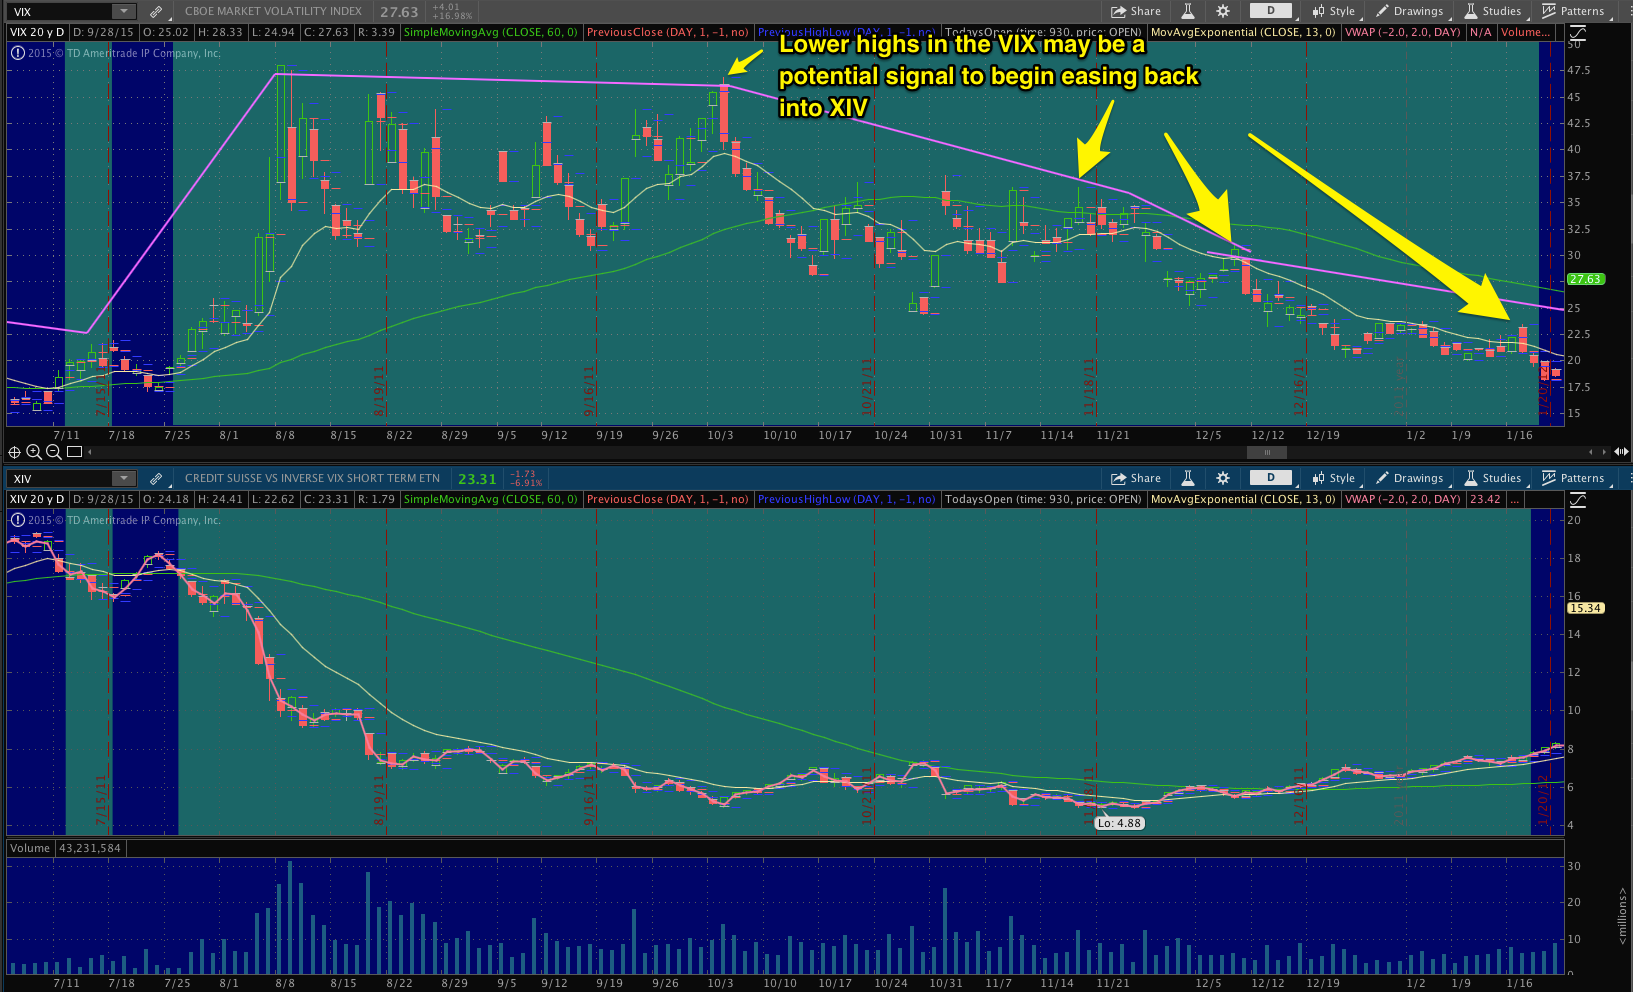 VIX
CBOE MARKET VOLATILITY INDEX
27.63
+4.01
+16.98%
Share
D
Style
Drawings
Studies
Patterns
VIX 20 y D
D: 9/28/15
O: 25.02
H: 28.33
L: 24.94
C: 27.63
R: 3.39
SimpleMovingAvg (CLOSE, 60, 0)
PreviousClose (DAY, 1, -1, no)
PreviousHighLow (DAY, 1, -1, no)
TodaysOpen (time: 930, price: OPEN)
MovAvgExponential (CLOSE, 13, 0)
VWAP (-2.0, 2.0, DAY)
N/A
Volume...
2015 © TD Ameritrade IP Company, Inc.
Lower highs in the VIX may be a
potential signal to begin easing back
into XIV
50
47.5
45
42.5
40
37.5
35
32.5
30
27.63
25
22.5
20
17.5
15
7/15/11
8/19/11
9/16/11
10/21/11
11/18/11
12/16/11
7/11
7/18
7/25
8/1
8/8
8/15
8/22
8/29
9/5
9/12
9/19
9/26
10/3
10/10
10/17
10/24
10/31
11/7
11/14
11/21
12/5
12/12
12/19
1/2
1/9
1/16
XIV
CREDIT SUISSE VS INVERSE VIX SHORT TERM ETN
23.31
-1.73
-6.91%
Share
D
Style
Drawings
Studies
Patterns
XIV 20 y D
D: 9/28/15
O: 24.18
H: 24.41
L: 22.62
C: 23.31
R: 1.79
SimpleMovingAvg (CLOSE, 60, 0)
PreviousClose (DAY, 1, -1, no)
PreviousHighLow (DAY, 1, -1, no)
TodaysOpen (time: 930, price: OPEN)
MovAvgExponential (CLOSE, 13, 0)
VWAP (-2.0, 2.0, DAY)
23.42
...
2015 © TD Ameritrade IP Company, Inc.
20
18
16
15.34
14
12
10
8
6
4
7/15/11
8/19/11
9/16/11
10/21/11
11/18/11
12/16/11
1/20/12
Lo: 4.88
Volume
43,231,584
30
20
10
0
<millions>
7/11
7/18
7/25
8/1
8/8
8/15
8/22
8/29
9/5
9/12
9/19
9/26
10/3
10/10
10/17
10/24
10/31
11/7
11/14
11/21
12/5
12/12
12/19
1/2
1/9
1/16